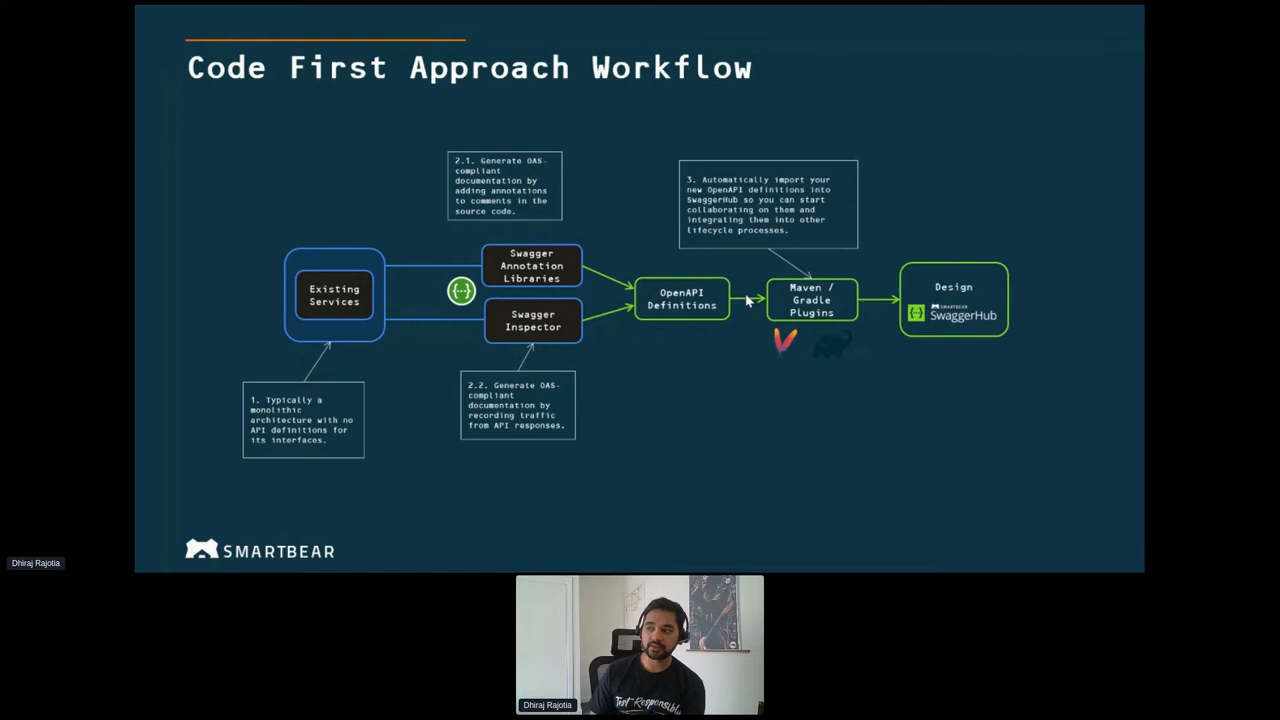 Code First Approach Workflow
2.1. Generate OAS-
compliant
documentation by
adding annotations
to comments in the
source code.
3. Automatically import your
new OpenAPI definitions into
SwaggerHub so you can start
collaborating on them and
integrating them into other
lifecycle processes.
Existing
Services
Swagger
Annotation
Libraries
Swagger
Inspector
OpenAPI
Definitions
Maven /
Gradle
Plugins
Design
SMARTBEAR
SwaggerHub
1. Typically a
monolithic
architecture with no
API definitions for
its interfaces.
2.2. Generate OAS-
compliant
documentation by
recording traffic
from API responses.
SMARTBEAR
Dhiraj Rajotia
Test Responsibly
Dhiraj Rajotia